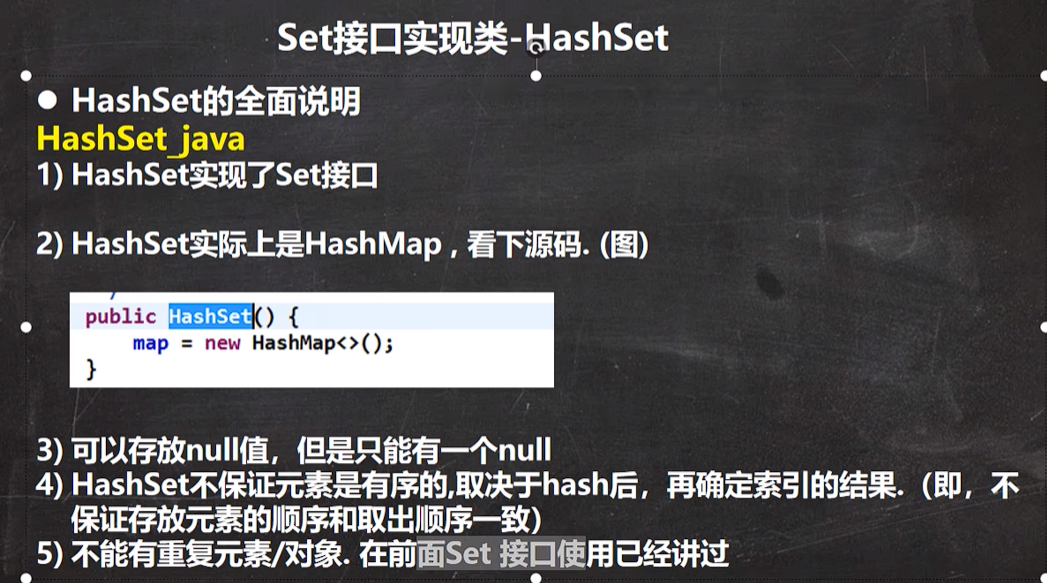 Set接口实现类-HashSet
● HashSet的全面说明
HashSet_java
1) HashSet实现了Set接口
2) HashSet实际上是HashMap，看下源码. (图)
public HashSet() {
map = new HashMap<>();
}
3) 可以存放null值，但是只能有一个null
4) HashSet不保证元素是有序的,取决于hash后，再确定索引的结果.（即，不
保证存放元素的顺序和取出顺序一致）
5) 不能有重复元素/对象. 在前面Set 接口使用已经讲过